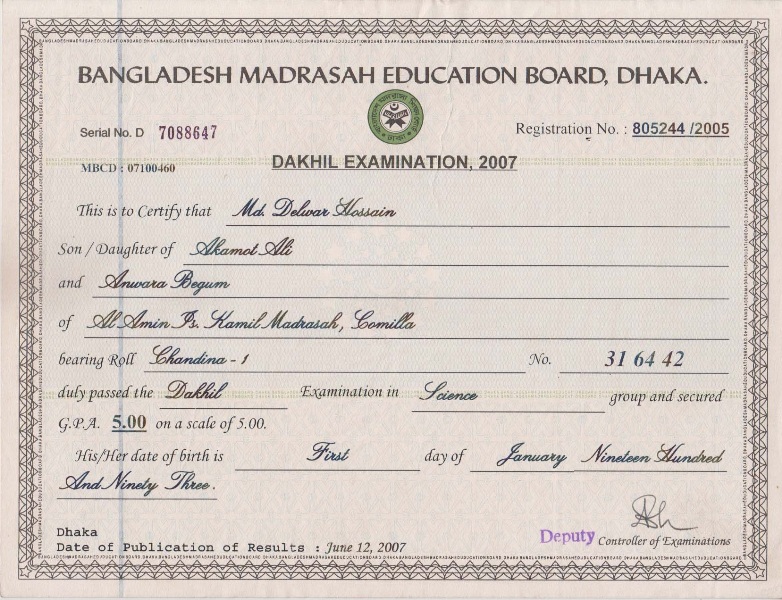 BANGLADESH MADRASAH EDUCATION BOARD, DHAKA.
Serial No. D 7088647
Registration No. : 805244 /2005
MBCD : 07100460
DAKHIL EXAMINATION, 2007
This is to Certify that Md. Delwar Hossain
Son / Daughter of Akamot Ali
and Anwara Begum
of Al Amin Ps. Kamil Madrasah, Comilla
bearing Roll Chandina - 1 No. 31 64 42
duly passed the Dakhil Examination in Science group and secured
G.P.A. 5.00 on a scale of 5.00.
His/Her date of birth is First day of January Nineteen Hundred
And Ninety Three.
Dhaka
Date of Publication of Results : June 12, 2007
Deputy Controller of Examinations